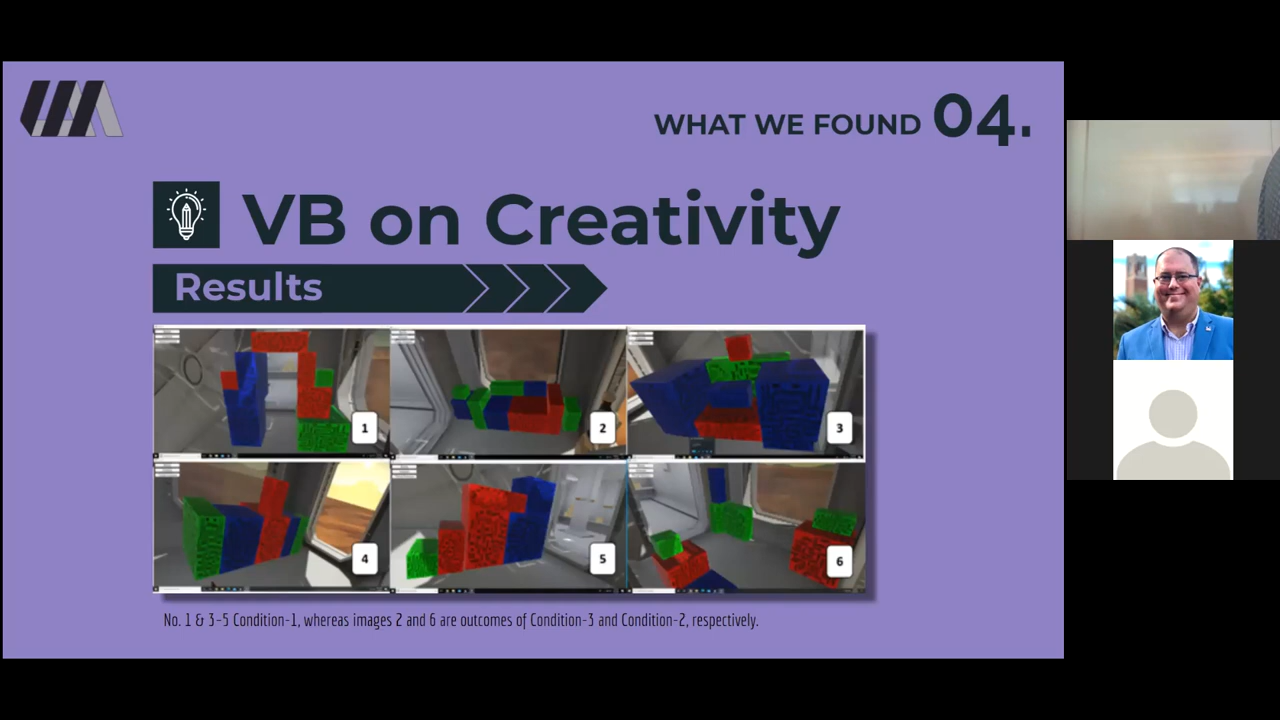 WHAT WE FOUND 04.
VB on Creativity
Results
1
2
3
4
5
6
No. 1 & 3-5 Condition-1, whereas images 2 and 6 are outcomes of Condition-3 and Condition-2, respectively.